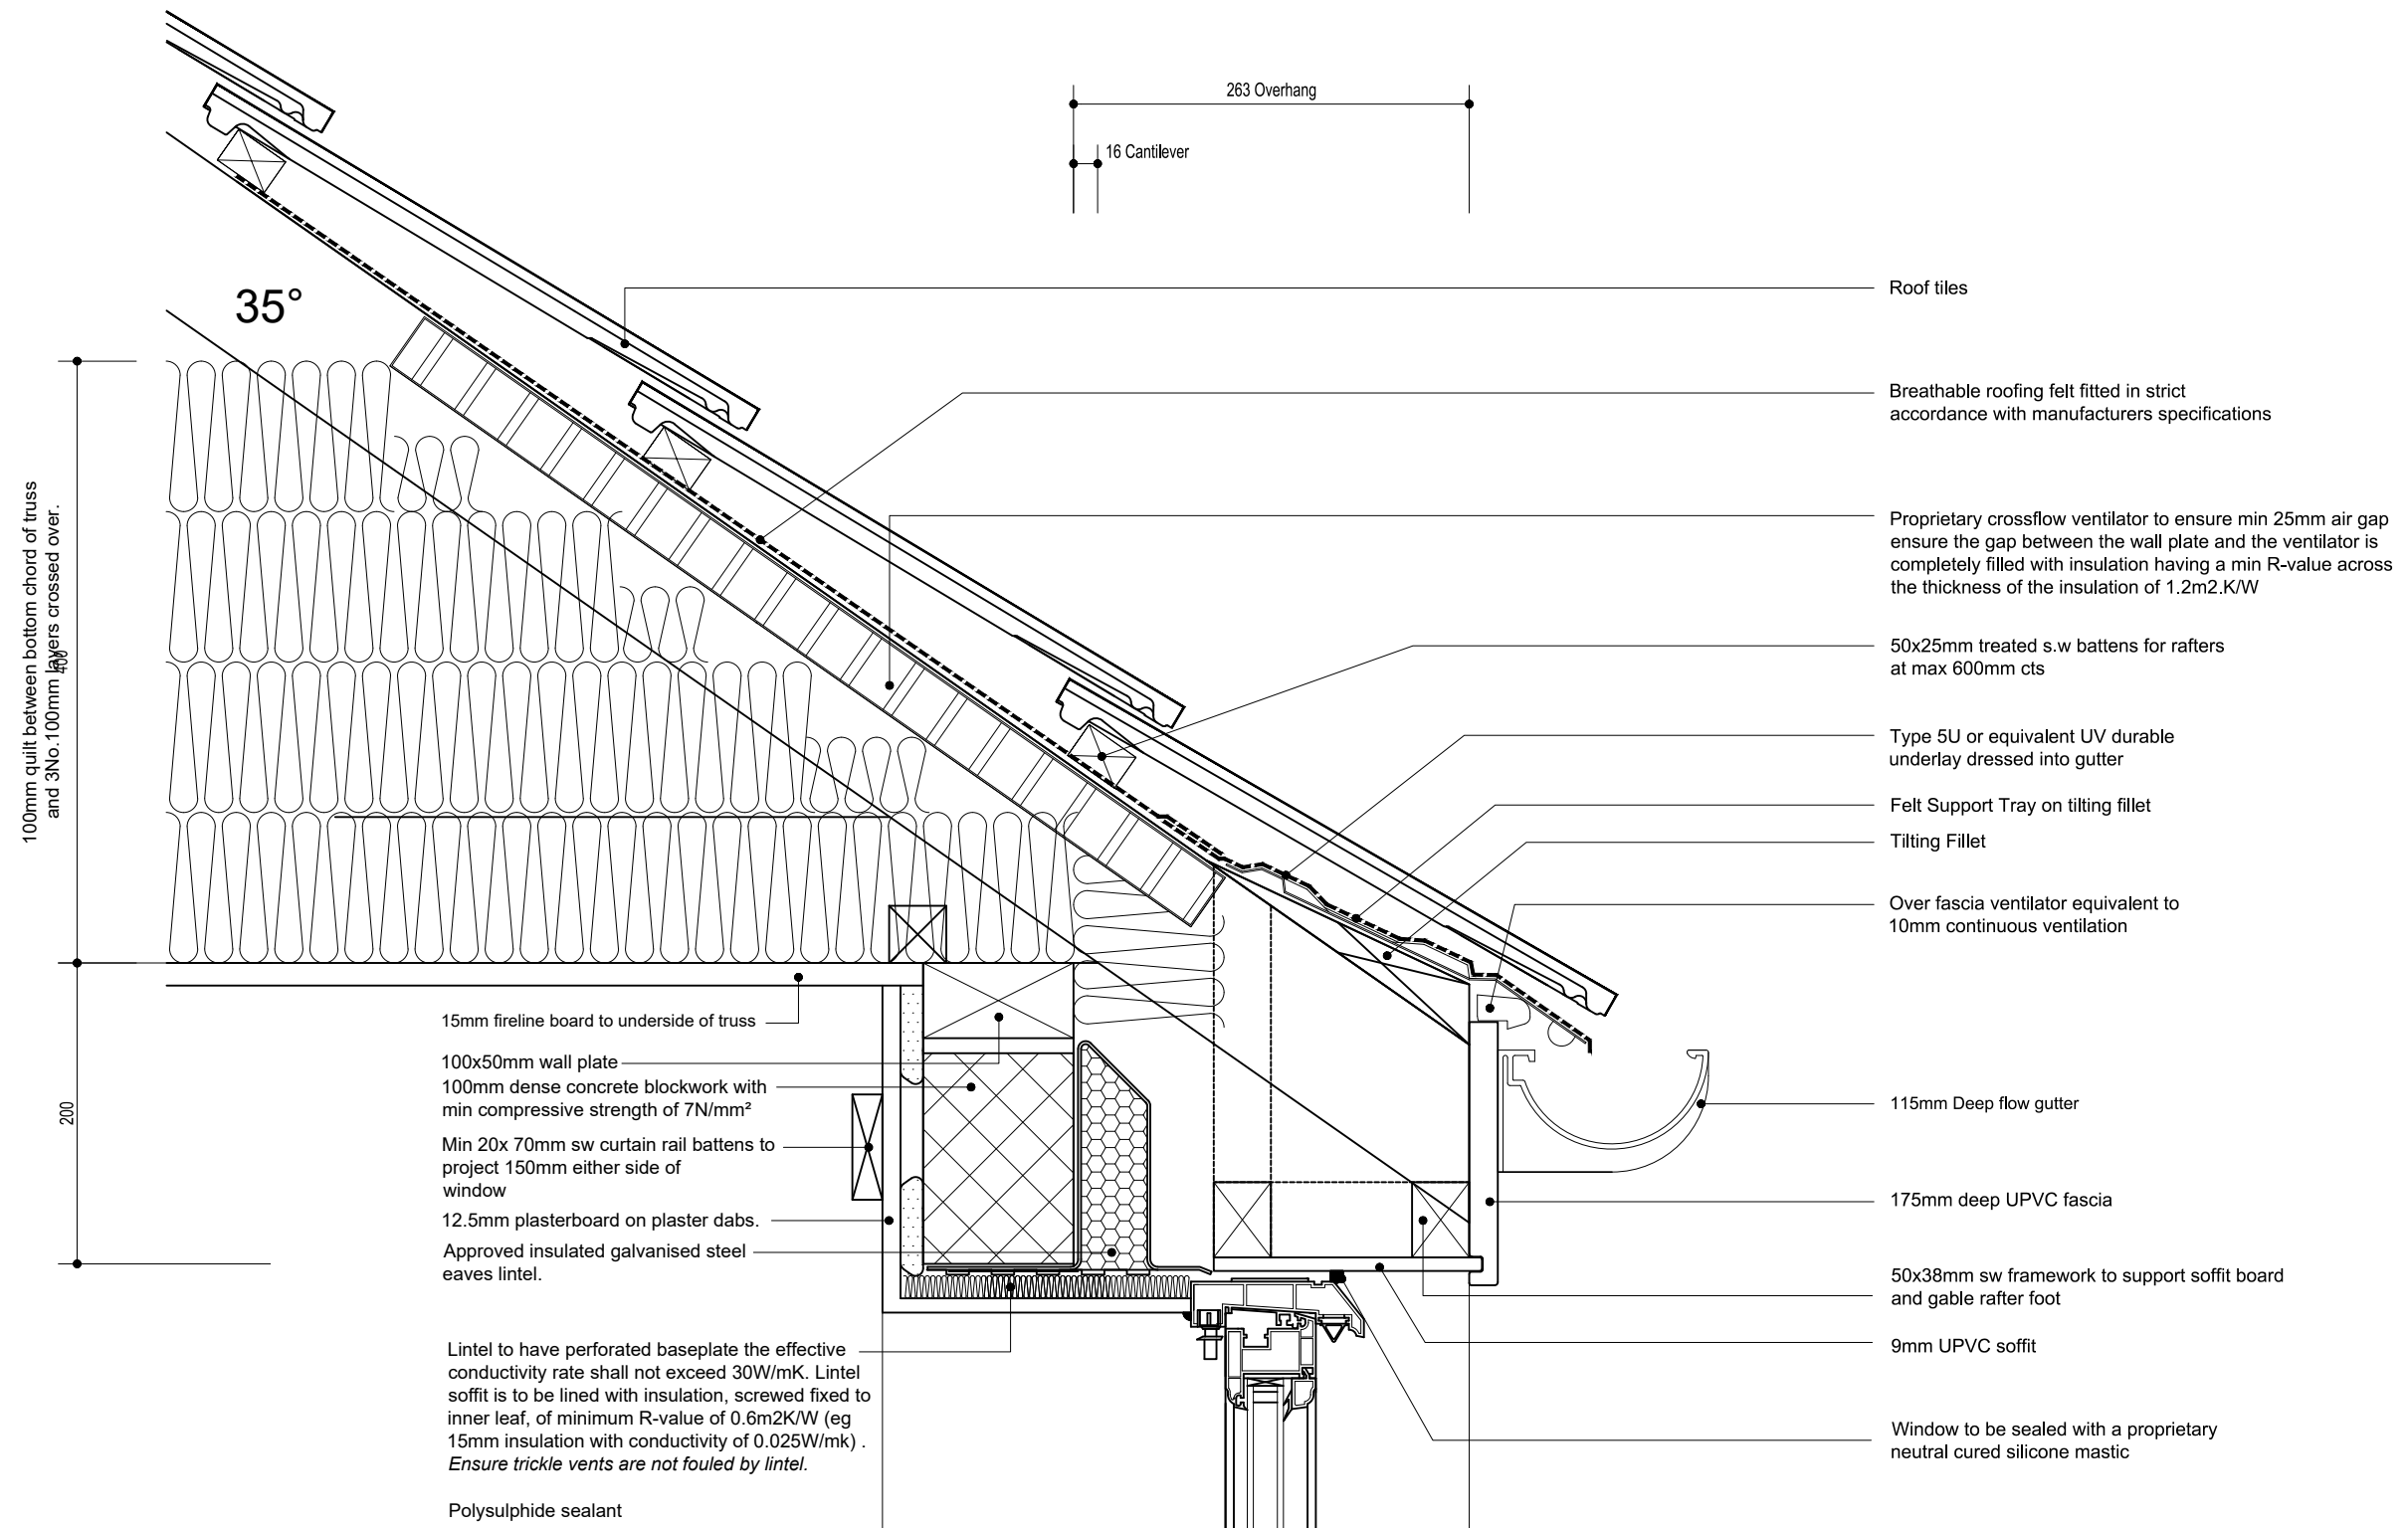 263 Overhang
16 Cantilever
35°
100mm quilt between bottom chord of truss
and 3No.100mm layers crossed over.
400
200
Roof tiles
Breathable roofing felt fitted in strict
accordance with manufacturers specifications
Proprietary crossflow ventilator to ensure min 25mm air gap
ensure the gap between the wall plate and the ventilator is
completely filled with insulation having a min R-value across
the thickness of the insulation of 1.2m2.K/W
50x25mm treated s.w battens for rafters
at max 600mm cts
Type 5U or equivalent UV durable
underlay dressed into gutter
Felt Support Tray on tilting fillet
Tilting Fillet
Over fascia ventilator equivalent to
10mm continuous ventilation
115mm Deep flow gutter
175mm deep UPVC fascia
50x38mm sw framework to support soffit board
and gable rafter foot
9mm UPVC soffit
Window to be sealed with a proprietary
neutral cured silicone mastic
15mm fireline board to underside of truss
100x50mm wall plate
100mm dense concrete blockwork with
min compressive strength of 7N/mm²
Min 20x 70mm sw curtain rail battens to
project 150mm either side of
window
12.5mm plasterboard on plaster dabs.
Approved insulated galvanised steel
eaves lintel.
Lintel to have perforated baseplate the effective
conductivity rate shall not exceed 30W/mK. Lintel
soffit is to be lined with insulation, screwed fixed to
inner leaf, of minimum R-value of 0.6m2K/W (eg
15mm insulation with conductivity of 0.025W/mk) .
Ensure trickle vents are not fouled by lintel.
Polysulphide sealant